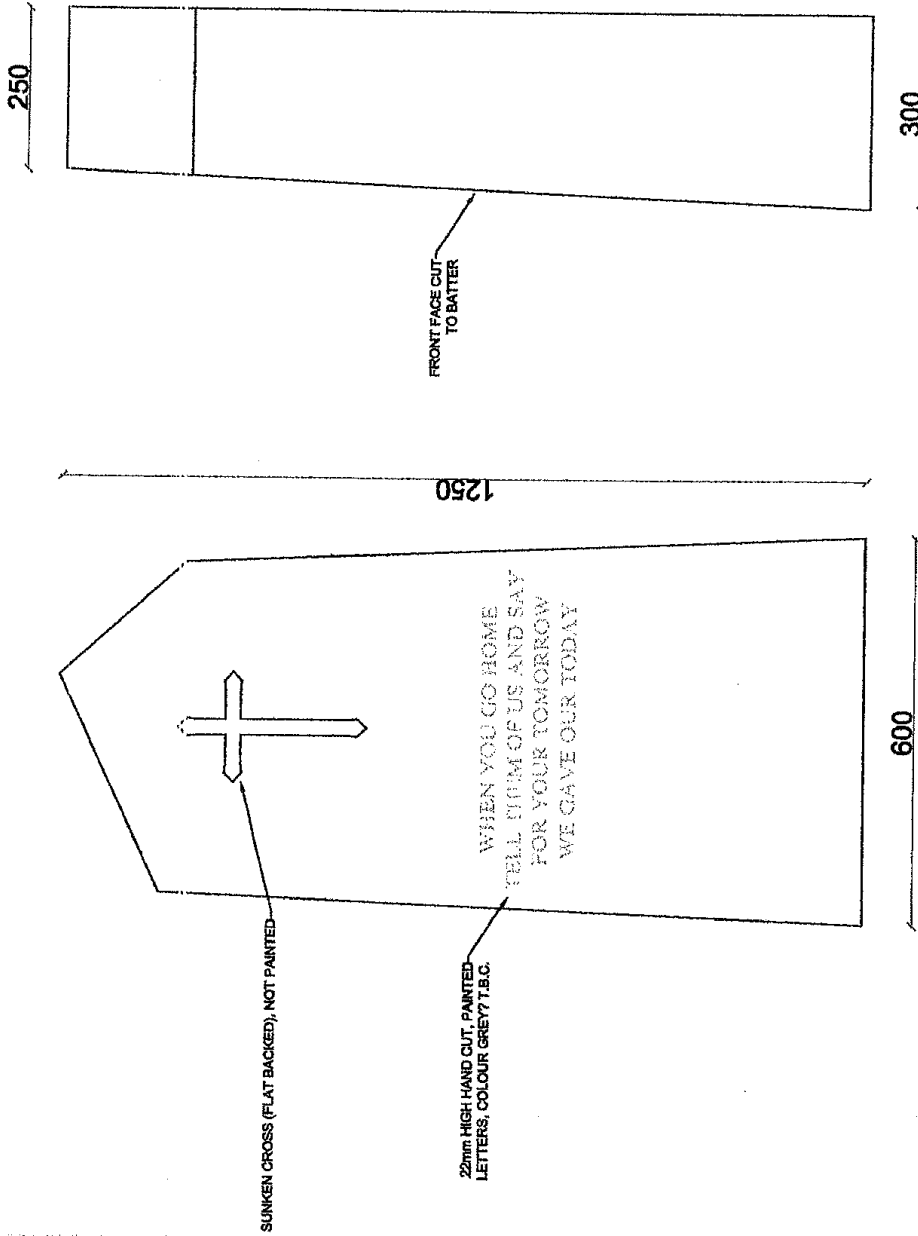 250
300
FRONT FACE CUT
TO BATTER
1250
SUNKEN CROSS (FLAT BACKED), NOT PAINTED
WHEN YOU GO HOME
TELL THEM OF US AND SAY
FOR YOUR TOMORROW
WE GAVE OUR TODAY
22mm HIGH HAND CUT, PAINTED
LETTERS, COLOUR GREY? T.B.C.
600